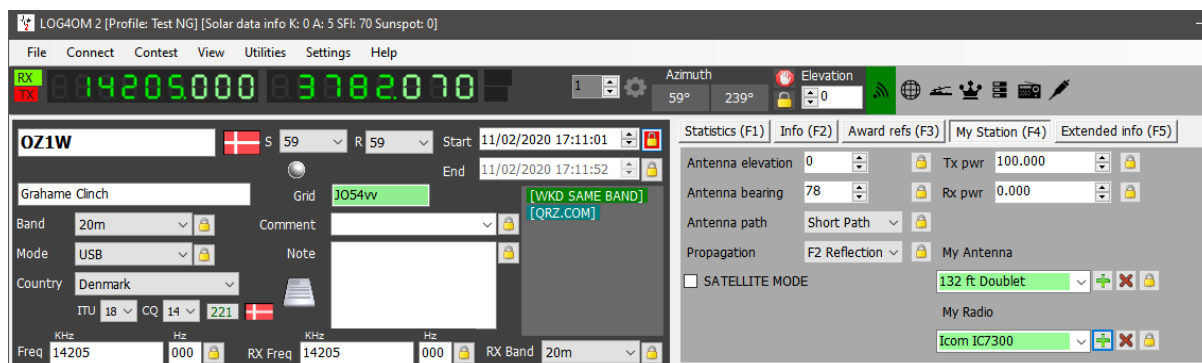 LOG4OM 2 [Profile: Test NG] [Solar data info K: 0 A: 5 SFI: 70 Sunspot: 0]
File Connect Contest View Utilities Settings Help
RX
TX
14205.000 3782.070
1
Azimuth
59° 239°
Elevation
0
OZ1W
S 59 R 59
Start 11/02/2020 17:11:01
End 11/02/2020 17:11:52
Grahame Clinch
Grid JO54vv
[WKD SAME BAND]
[QRZ.COM]
Band 20m
Comment
Mode USB
Note
Country Denmark
ITU 18 CQ 14 221
KHz Hz KHz Hz
Freq 14205 000 RX Freq 14205 000 RX Band 20m
Statistics (F1) Info (F2) Award refs (F3) My Station (F4) Extended info (F5)
Antenna elevation 0 Tx pwr 100.000
Antenna bearing 78 Rx pwr 0.000
Antenna path Short Path
Propagation F2 Reflection My Antenna
SATELLITE MODE 132 ft Doublet
My Radio
Icom IC7300